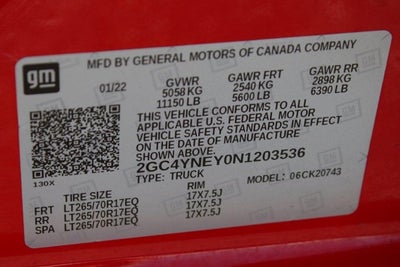 gm
MFD BY GENERAL MOTORS OF CANADA COMPANY
01/22 GVWR GAWR FRT GAWR RR
5058 KG 2540 KG 2898 KG
11150 LB 5600 LB 6390 LB
THIS VEHICLE CONFORMS TO ALL
APPLICABLE U.S. FEDERAL MOTOR
VEHICLE SAFETY STANDARDS IN EFFECT
ON THE DATE OF MANUFACTURE
SHOWN ABOVE.
2GC4YNEY0N1203536
130X TYPE: TRUCK MODEL: 06CK20743
TIRE SIZE RIM
FRT LT265/70R17EQ 17X7.5J
RR LT265/70R17EQ 17X7.5J
SPA LT265/70R17EQ 17X7.5J